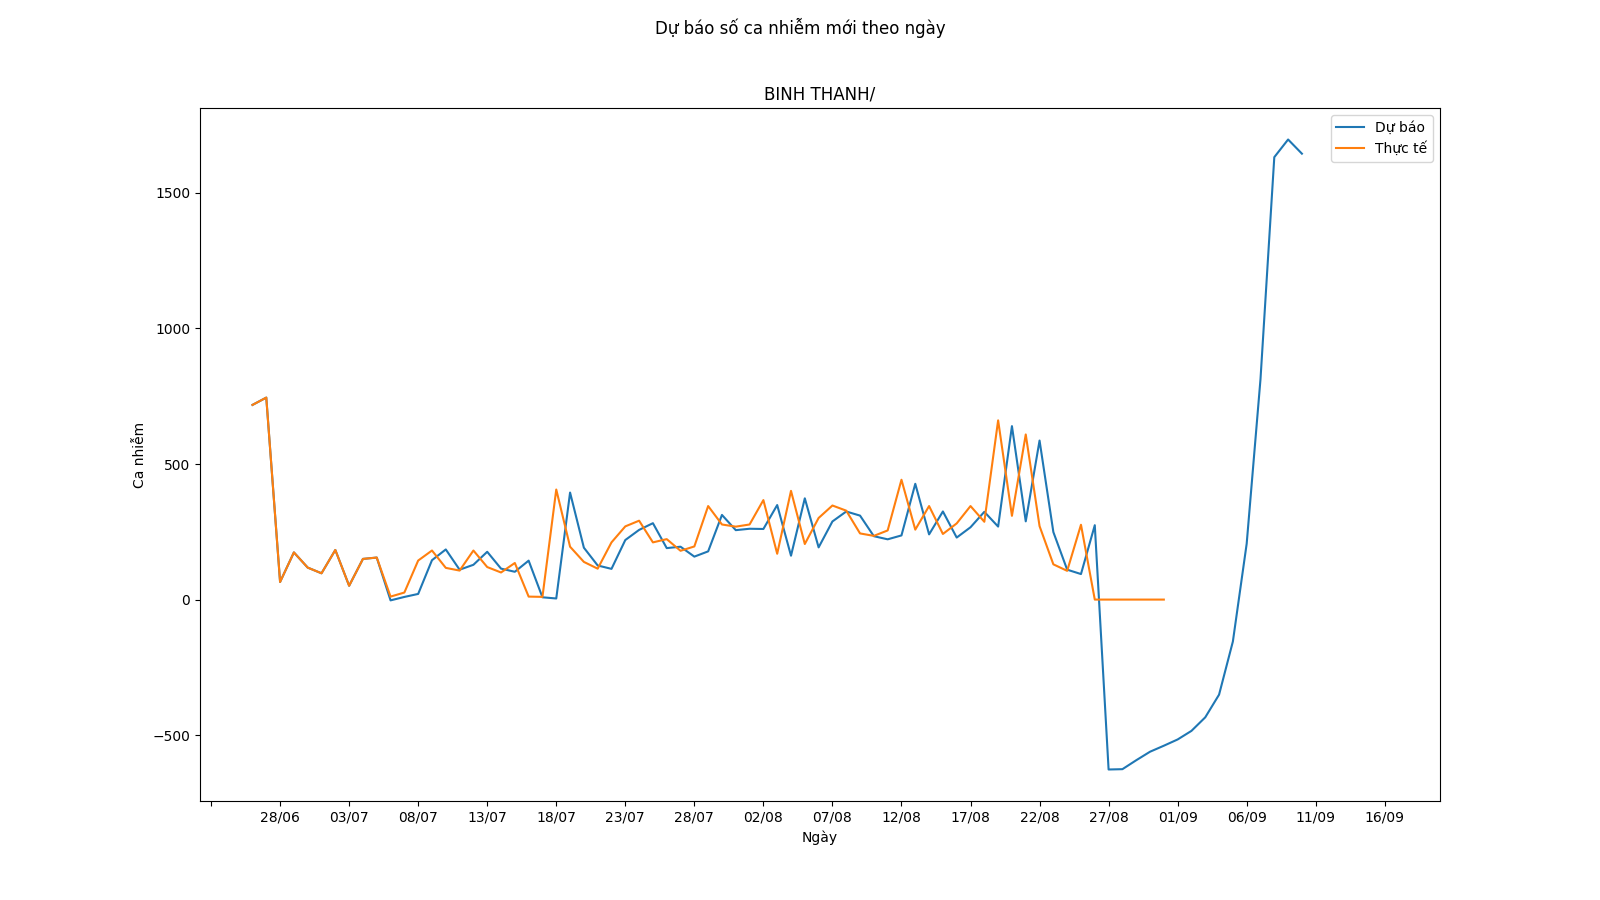 Dự báo số ca nhiễm mới theo ngày
BINH THANH/
Dự báo
Thực tế
1500
1000
500
0
−500
Ca nhiễm
28/06 03/07 08/07 13/07 18/07 23/07 28/07 02/08 07/08 12/08 17/08 22/08 27/08 01/09 06/09 11/09 16/09
Ngày